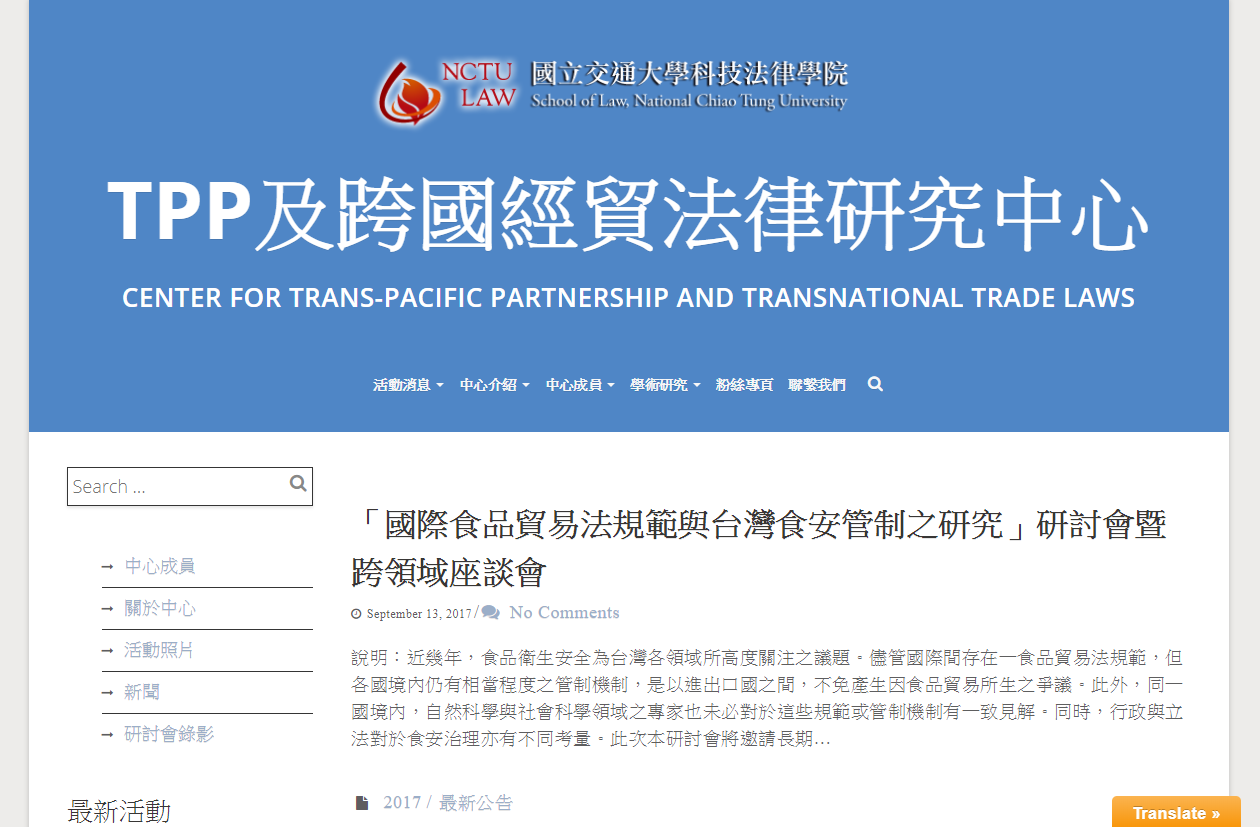 NCTU LAW
國立交通大學科技法律學院
School of Law, National Chiao Tung University
TPP及跨國經貿法律研究中心
CENTER FOR TRANS-PACIFIC PARTNERSHIP AND TRANSNATIONAL TRADE LAWS
活動消息 中心介紹 中心成員 學術研究 粉絲專頁 聯繫我們
Search ...
中心成員
關於中心
活動照片
新聞
研討會錄影
最新活動
「國際食品貿易法規範與台灣食安管制之研究」研討會暨
跨領域座談會
September 13, 2017 / No Comments
說明：近幾年，食品衛生安全為台灣各領域所高度關注之議題。儘管國際間存在一食品貿易法規範，但
各國境內仍有相當程度之管制機制，是以進出口國之間，不免產生因食品貿易所生之爭議。此外，同一
國境內，自然科學與社會科學領域之專家也未必對於這些規範或管制機制有一致見解。同時，行政與立
法對於食安治理亦有不同考量。此次本研討會將邀請長期…
2017 / 最新公告
Translate »